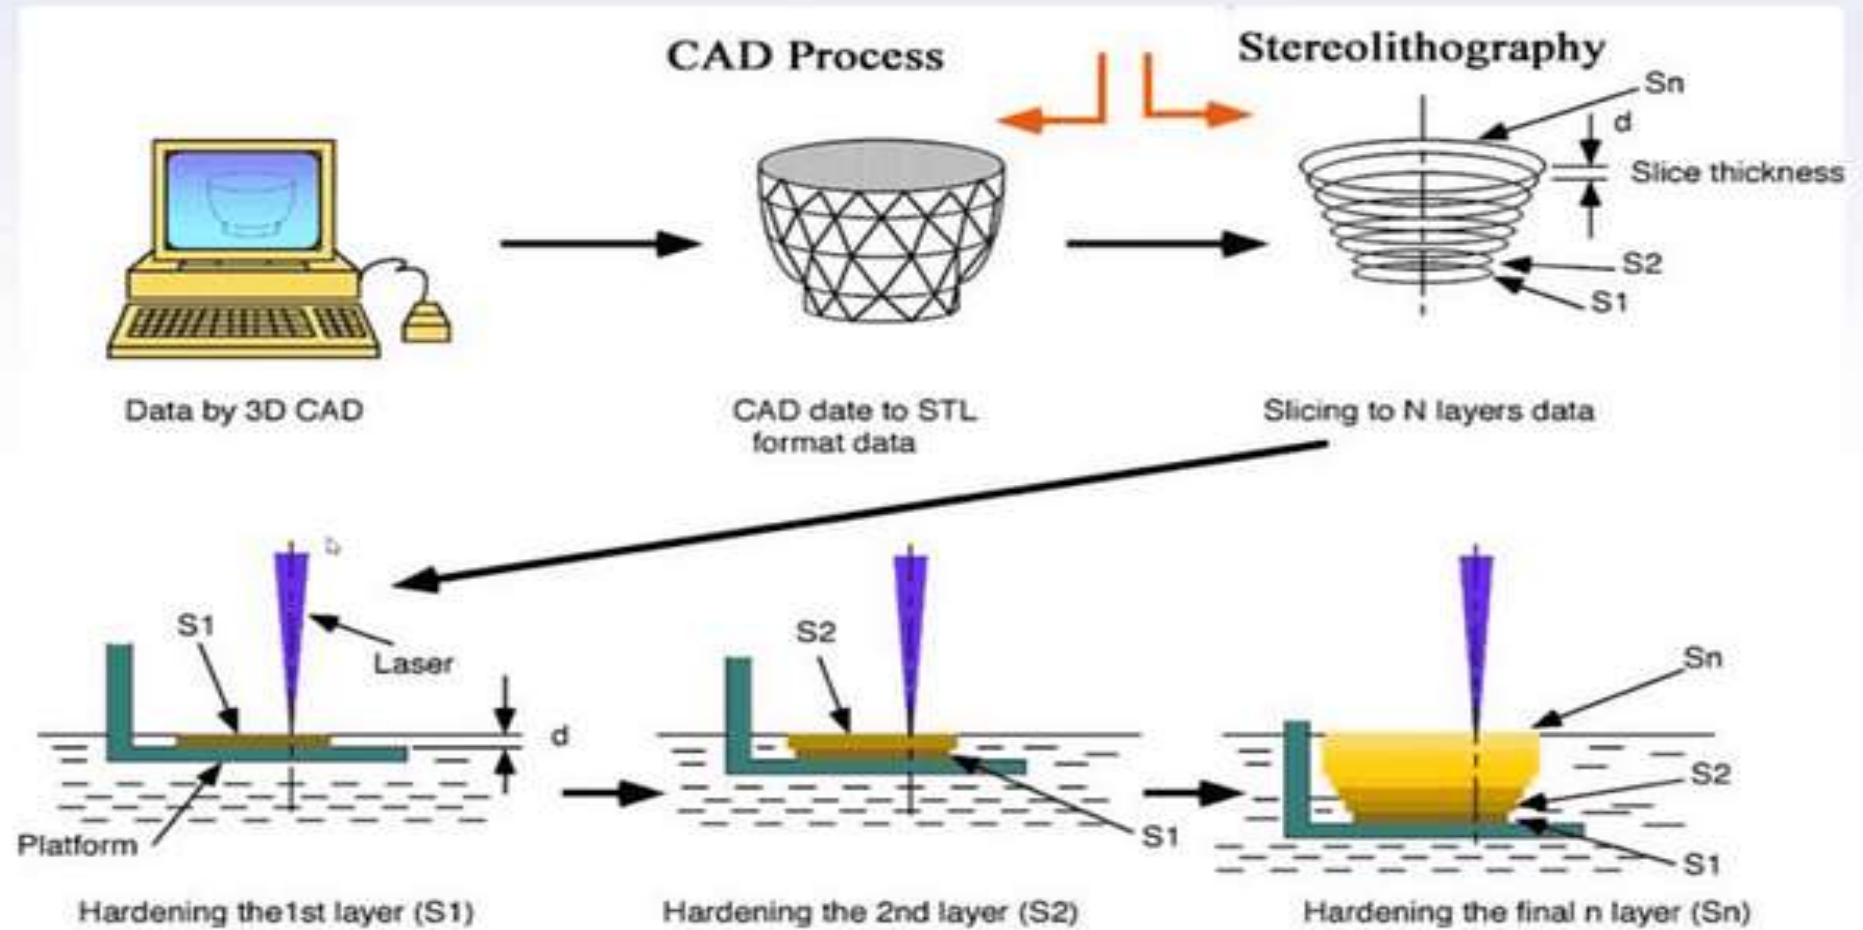 CAD Process
Stereolithography
Sn
d
Slice thickness
S2
S1
Data by 3D CAD
CAD date to STL
format data
Slicing to N layers data
S1
Laser
d
Platform
S2
S1
Sn
S2
S1
Hardening the1st layer (S1)
Hardening the 2nd layer (S2)
Hardening the final n layer (Sn)